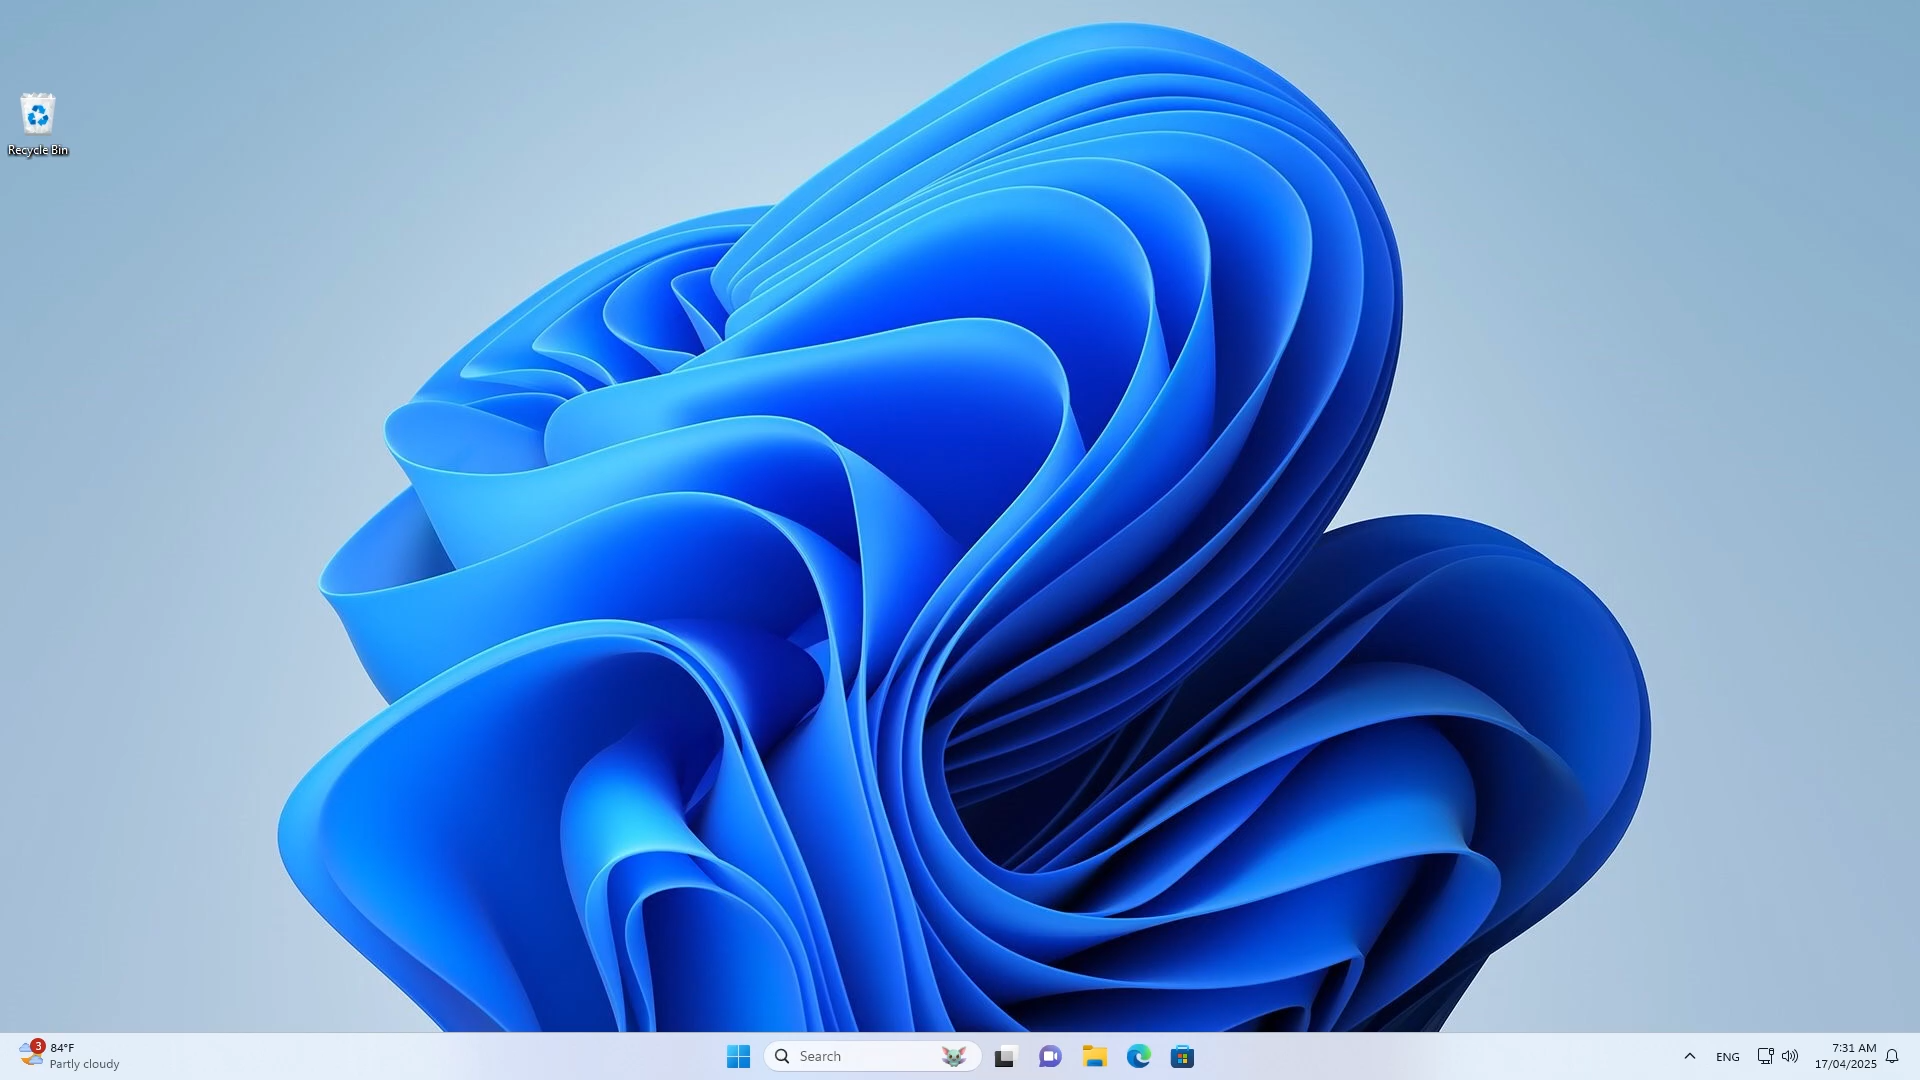 Recycle Bin
3
84°F
Partly cloudy
Search
ENG
7:31 AM
17/04/2025